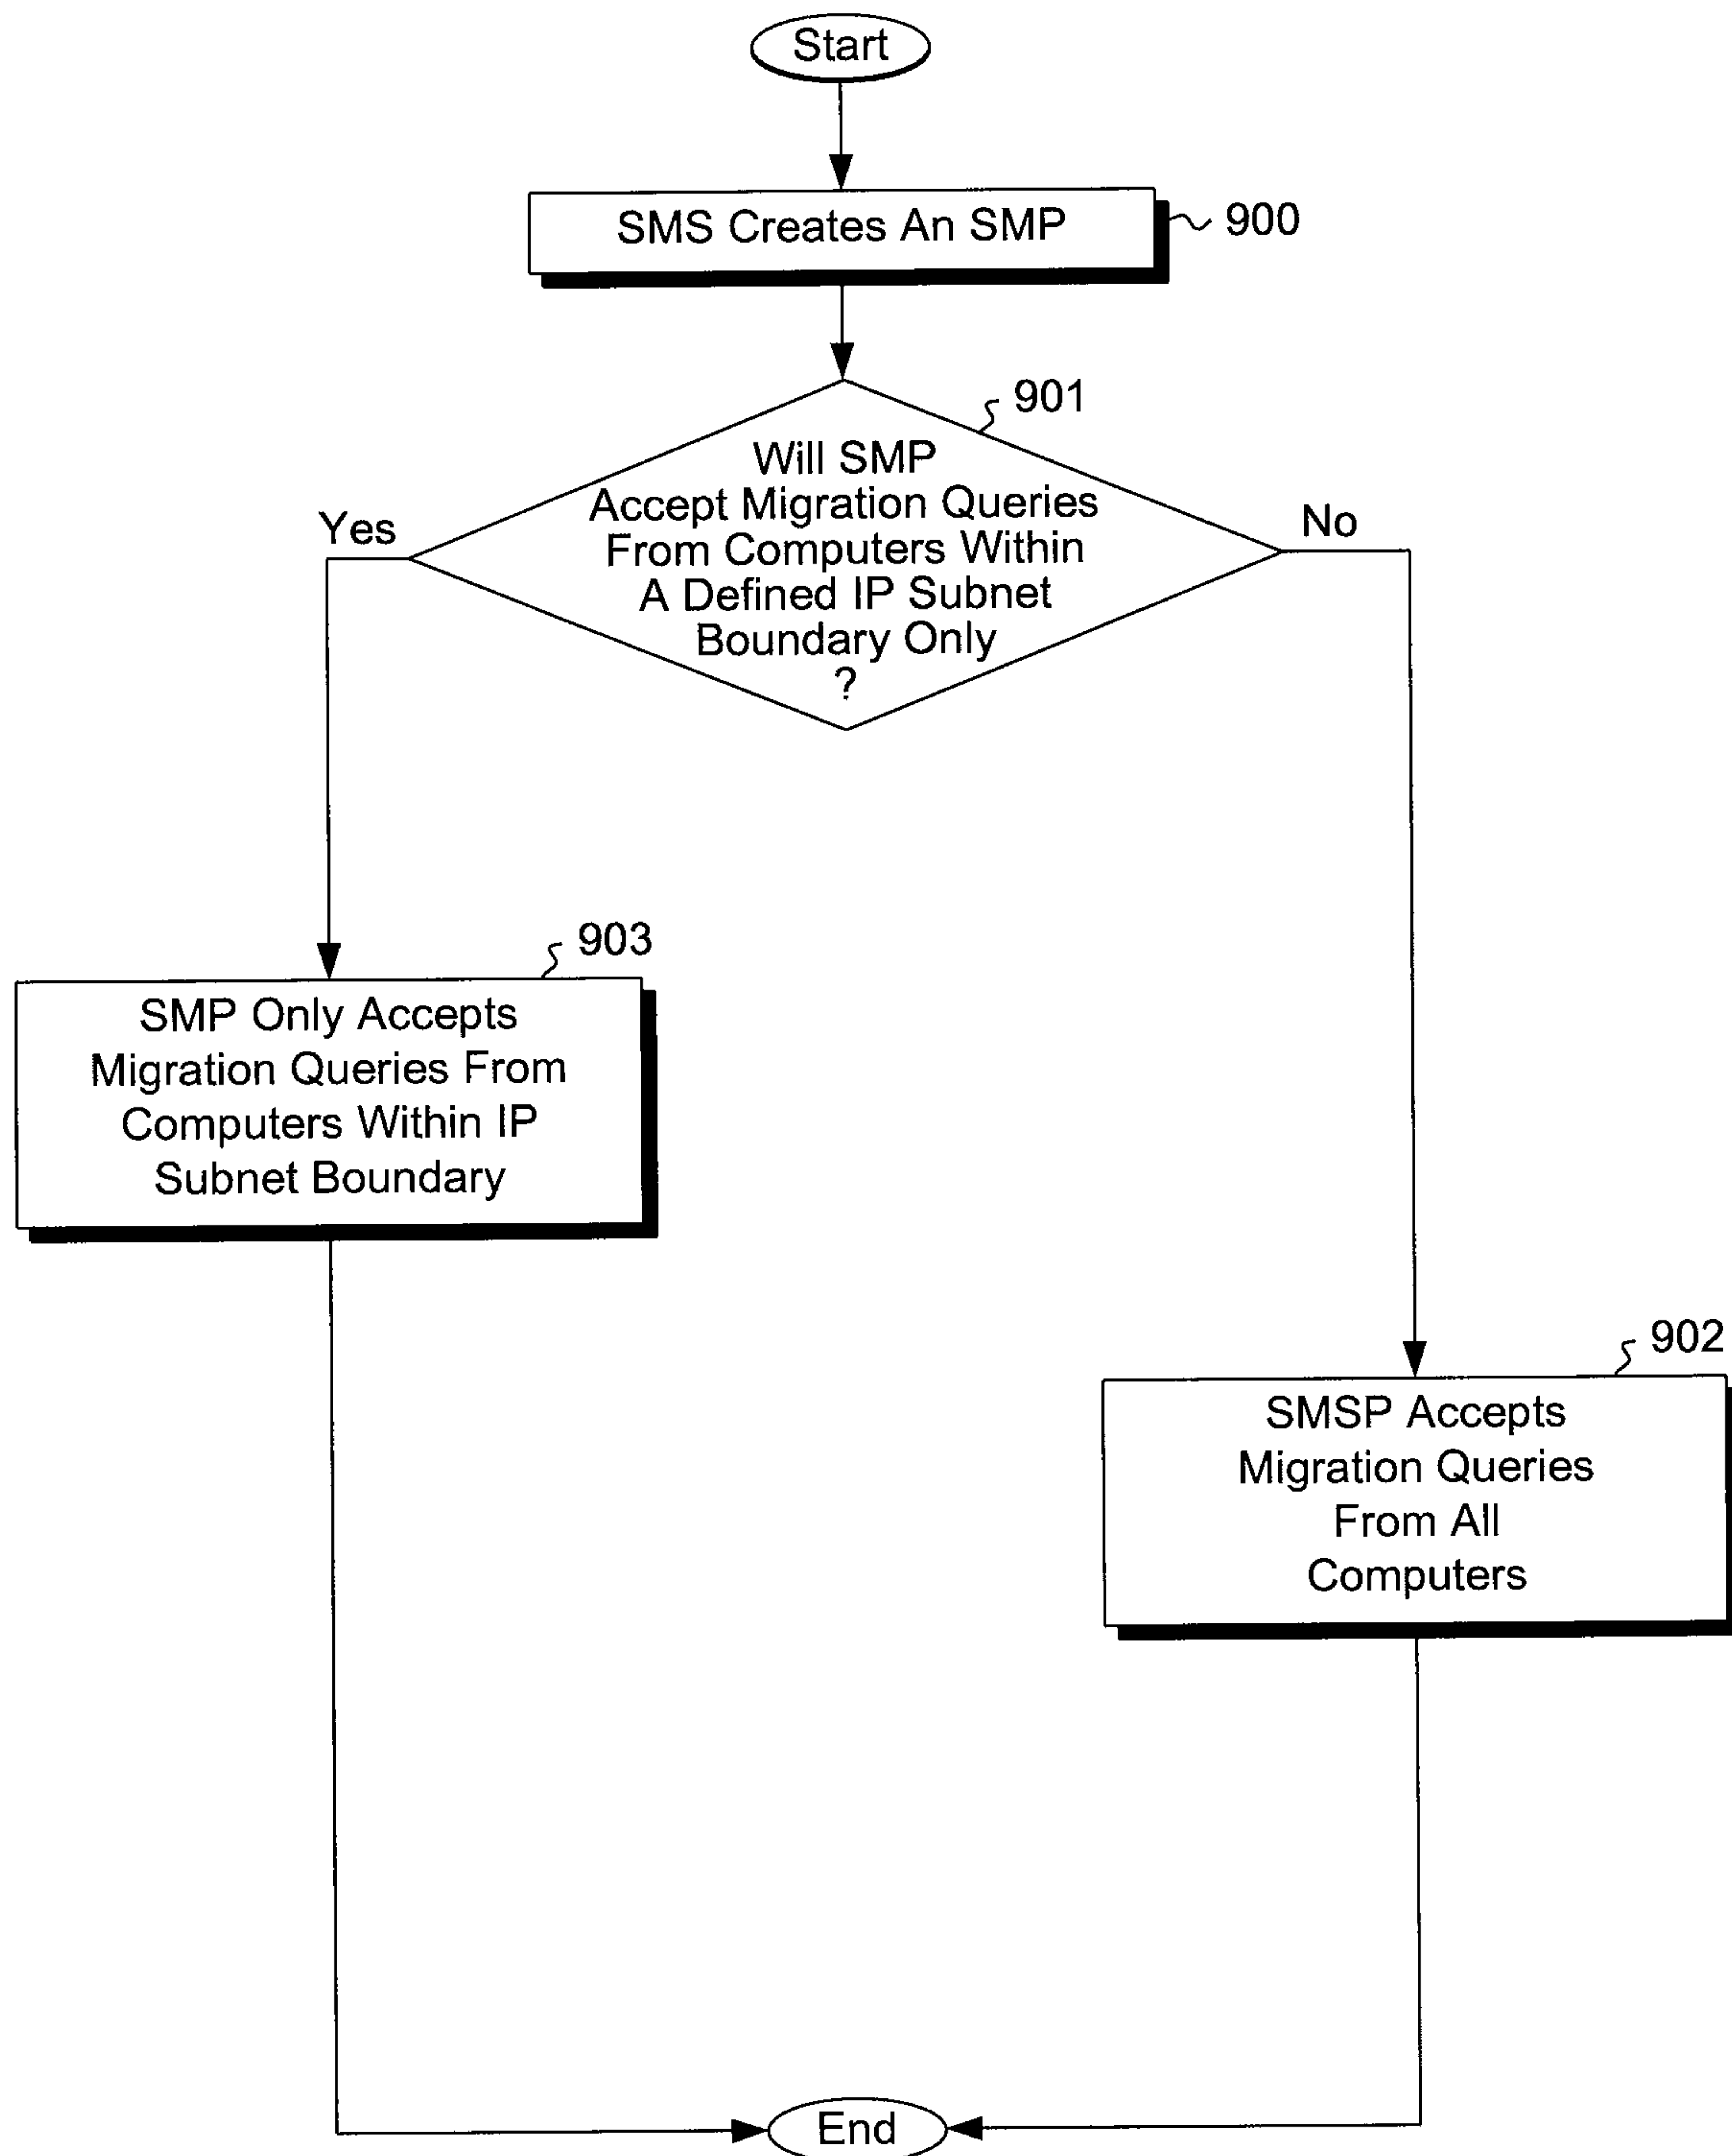 Start
SMS Creates An SMP
900
901
Will SMP
Accept Migration Queries
From Computers Within
A Defined IP Subnet
Boundary Only
?
Yes
No
903
SMP Only Accepts
Migration Queries From
Computers Within IP
Subnet Boundary
902
SMSP Accepts
Migration Queries
From All
Computers
End